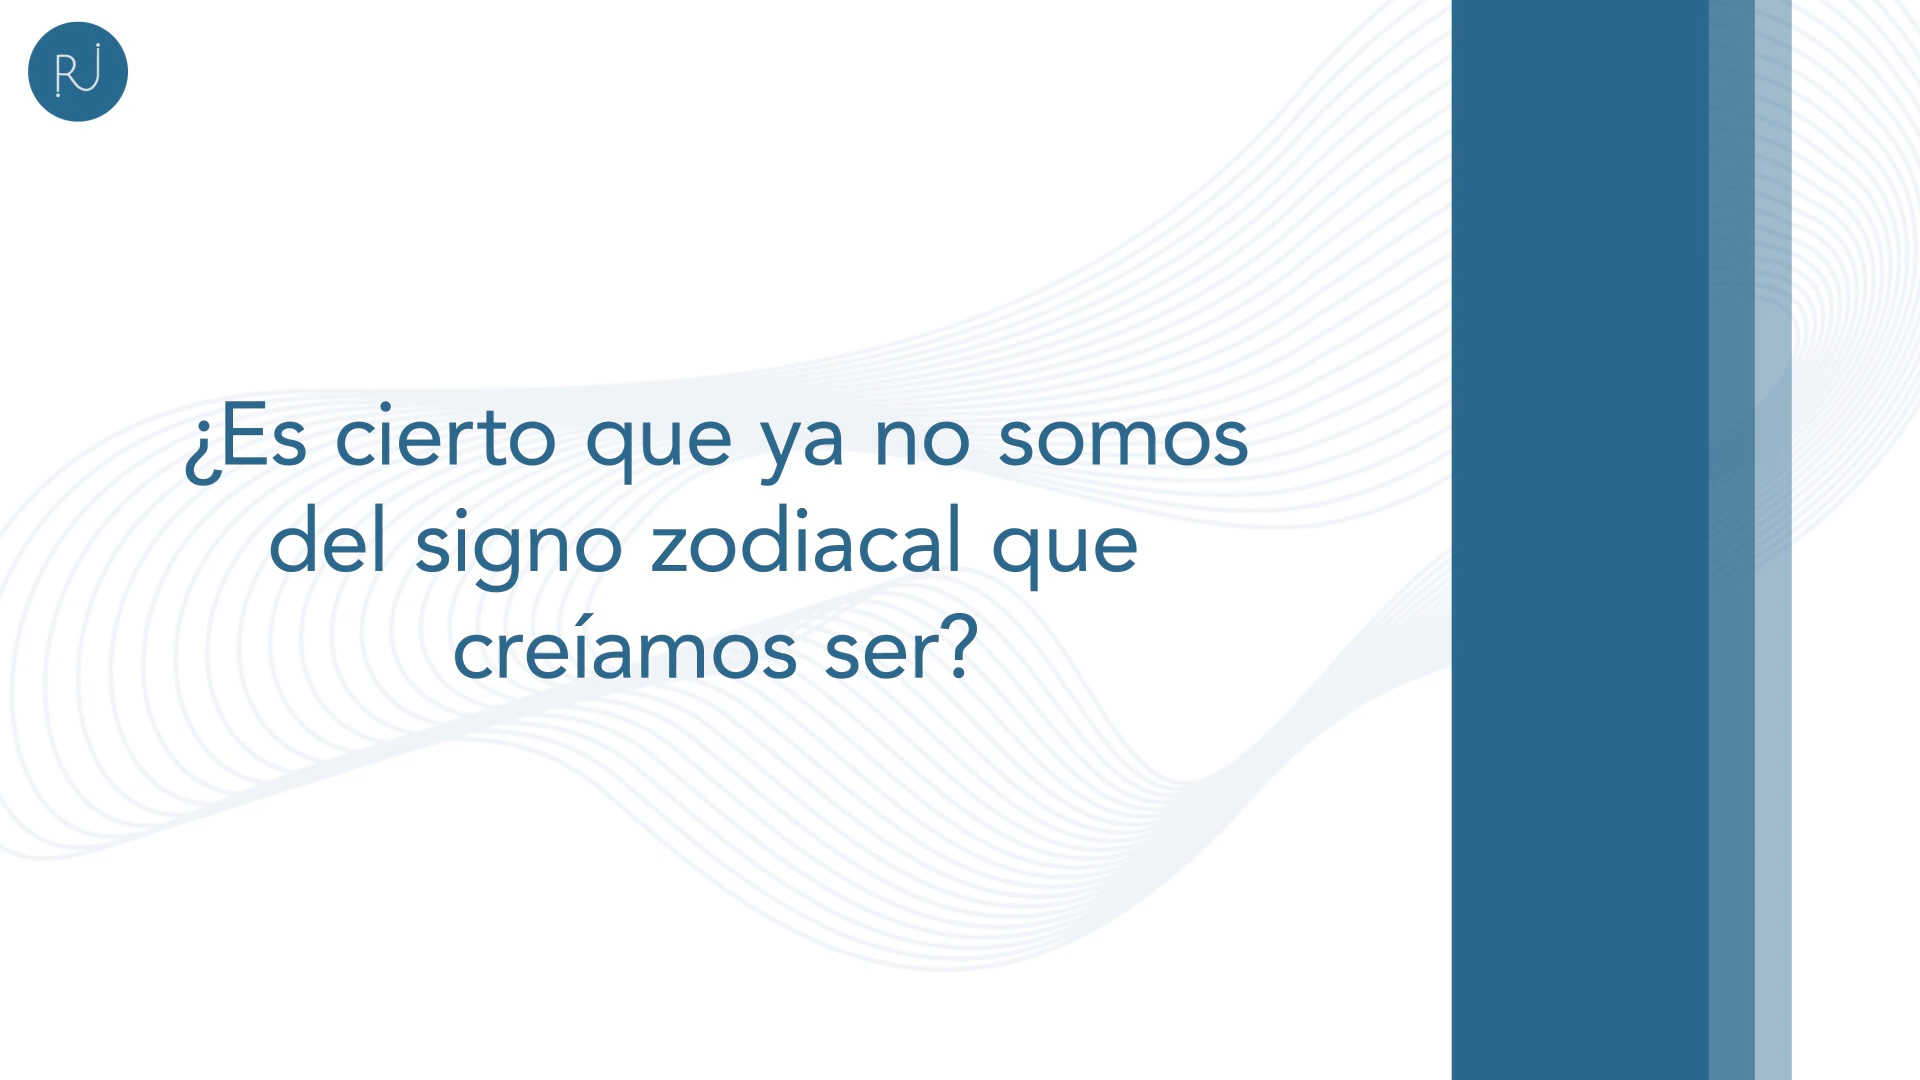 RJ
¿Es cierto que ya no somos
del signo zodiacal que
creíamos ser?